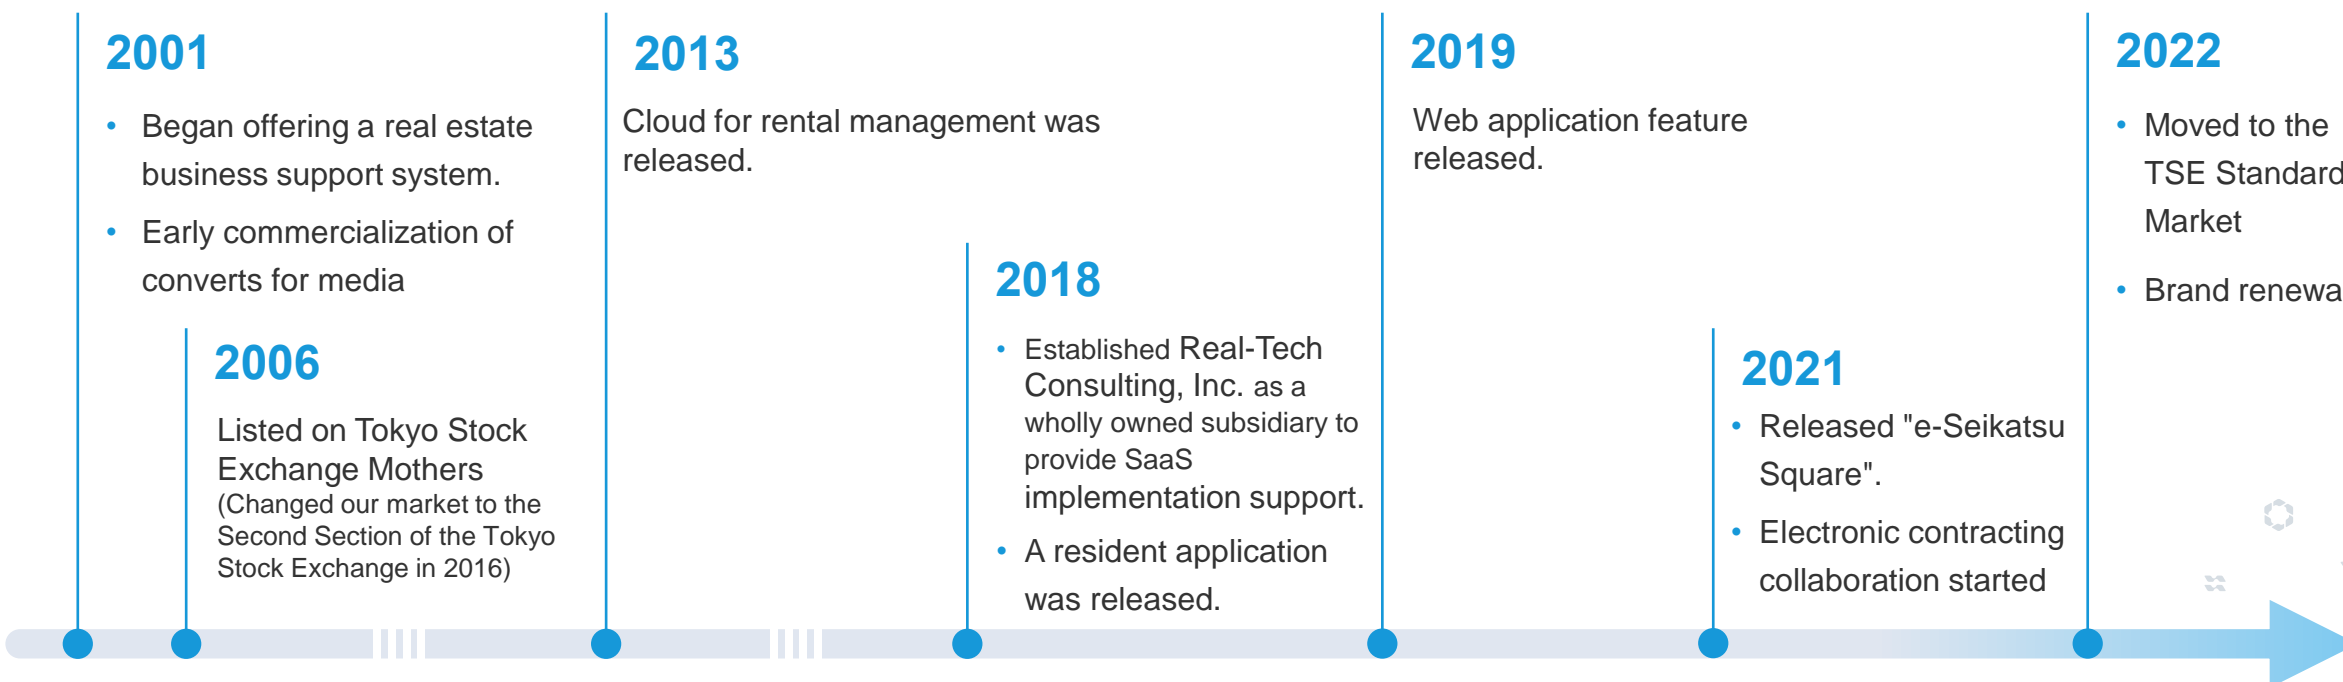 2001
• Began offering a real estate
business support system.
• Early commercialization of
converts for media
2006
Listed on Tokyo Stock
Exchange Mothers
(Changed our market to the
Second Section of the Tokyo
Stock Exchange in 2016)
2013
Cloud for rental management was
released.
2018
• Established Real-Tech
Consulting, Inc. as a
wholly owned subsidiary to
provide SaaS
implementation support.
• A resident application
was released.
2019
Web application feature
released.
2021
• Released "e-Seikatsu
Square".
• Electronic contracting
collaboration started
2022
• Moved to the
TSE Standard
Market
• Brand renewa